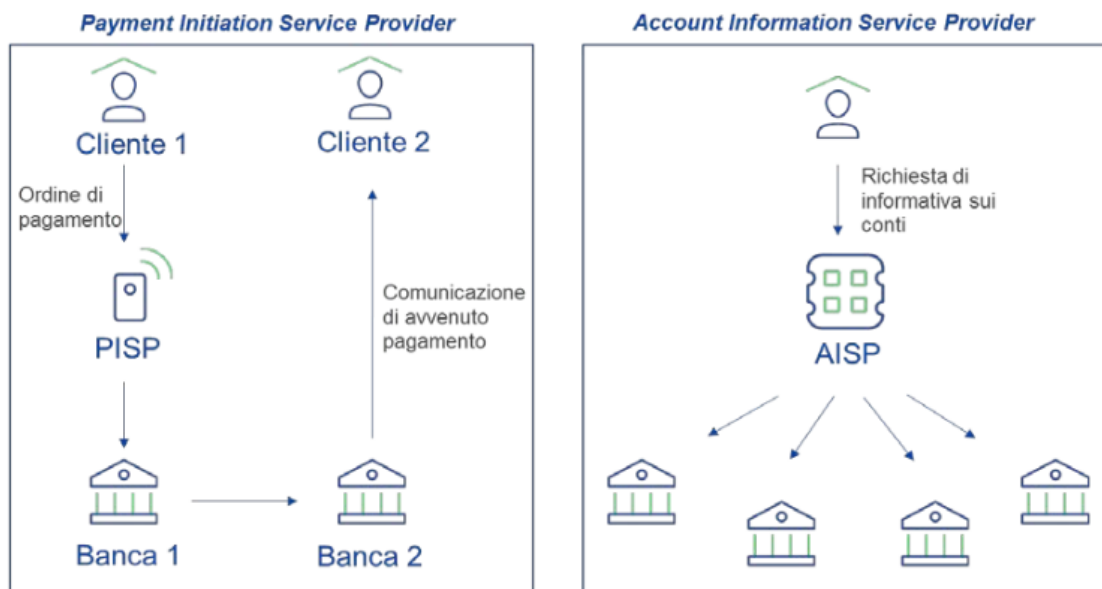 Payment Initiation Service Provider
Cliente 1
Cliente 2
Ordine di
pagamento
PISP
Comunicazione
di avvenuto
pagamento
Banca 1
Banca 2
Account Information Service Provider
Richiesta di
informativa sui
conti
AISP